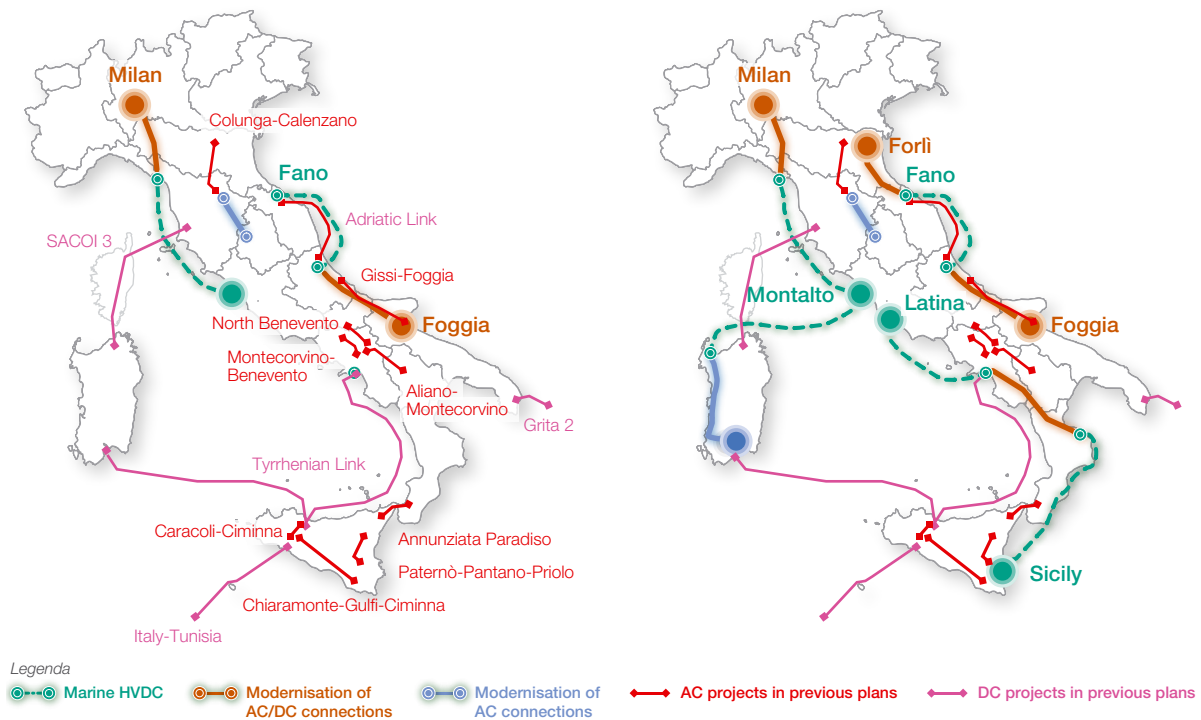 Milan
Colunga-Calenzano
Fano
Adriatic Link
SACOI 3
Gissi-Foggia
North Benevento
Foggia
Montecorvino-
Benevento
Aliano-
Montecorvino
Grita 2
Tyrrhenian Link
Caracoli-Ciminna
Annunziata Paradiso
Paternò-Pantano-Priolo
Chiaramonte-Gulfi-Ciminna
Italy-Tunisia
Milan
Forlì
Fano
Montalto
Latina
Foggia
Sicily
Legenda
Marine HVDC
Modernisation of
AC/DC connections
Modernisation of
AC connections
AC projects in previous plans
DC projects in previous plans